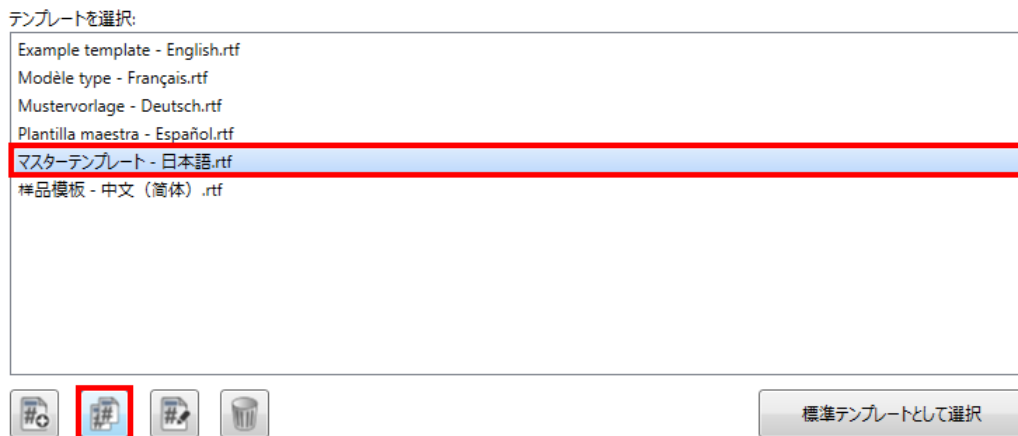 テンプレートを選択:
Example template - English.rtf
Modèle type - Français.rtf
Mustervorlage - Deutsch.rtf
Plantilla maestra - Español.rtf
マスターテンプレート - 日本語.rtf
样品模板 - 中文（简体）.rtf
# # #
標準テンプレートとして選択